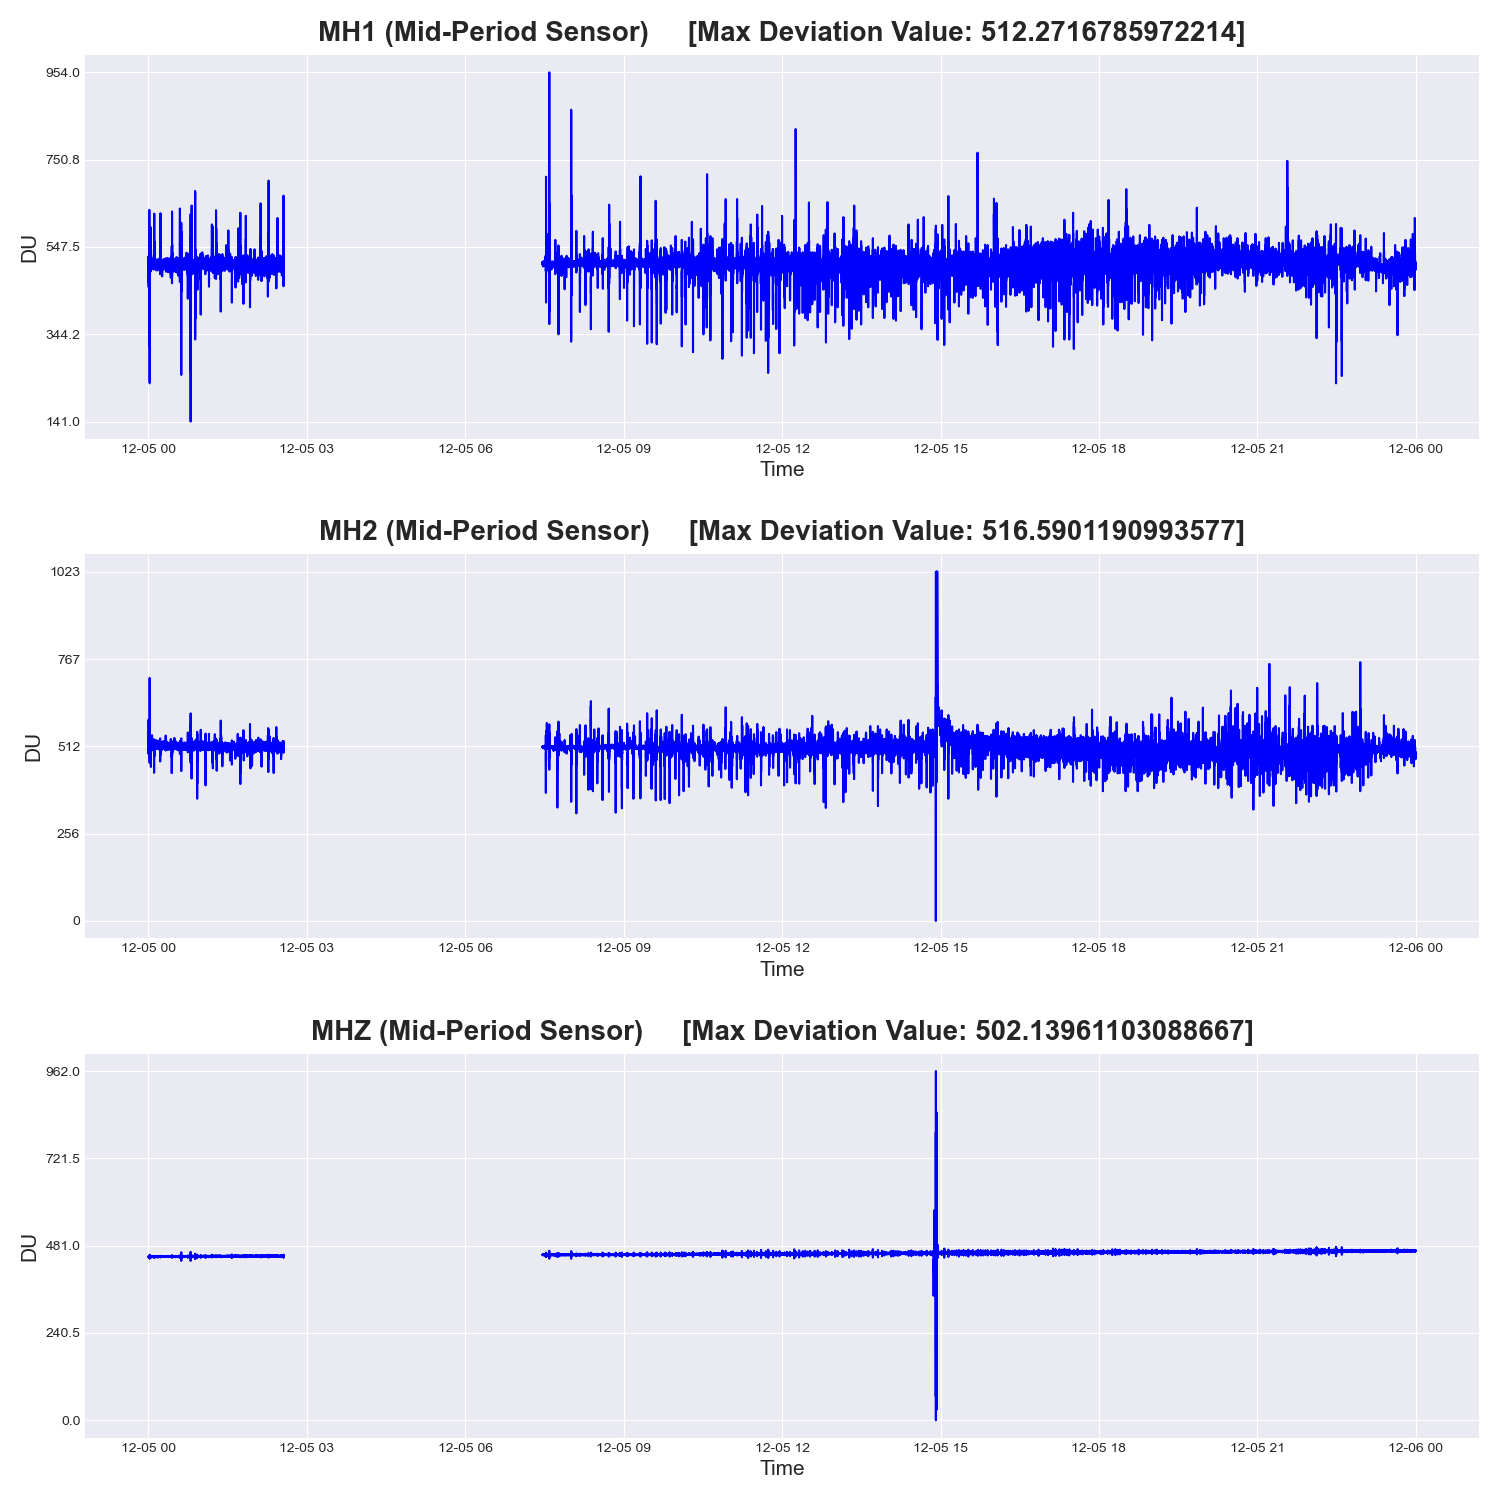 MH1 (Mid-Period Sensor) [Max Deviation Value: 512.2716785972214]
954.0
750.8
547.5
344.2
141.0
DU
12-05 00 12-05 03 12-05 06 12-05 09 12-05 12 12-05 15 12-05 18 12-05 21 12-06 00
Time
MH2 (Mid-Period Sensor) [Max Deviation Value: 516.5901190993577]
1023
767
512
256
0
DU
12-05 00 12-05 03 12-05 06 12-05 09 12-05 12 12-05 15 12-05 18 12-05 21 12-06 00
Time
MHZ (Mid-Period Sensor) [Max Deviation Value: 502.13961103088667]
962.0
721.5
481.0
240.5
0.0
DU
12-05 00 12-05 03 12-05 06 12-05 09 12-05 12 12-05 15 12-05 18 12-05 21 12-06 00
Time